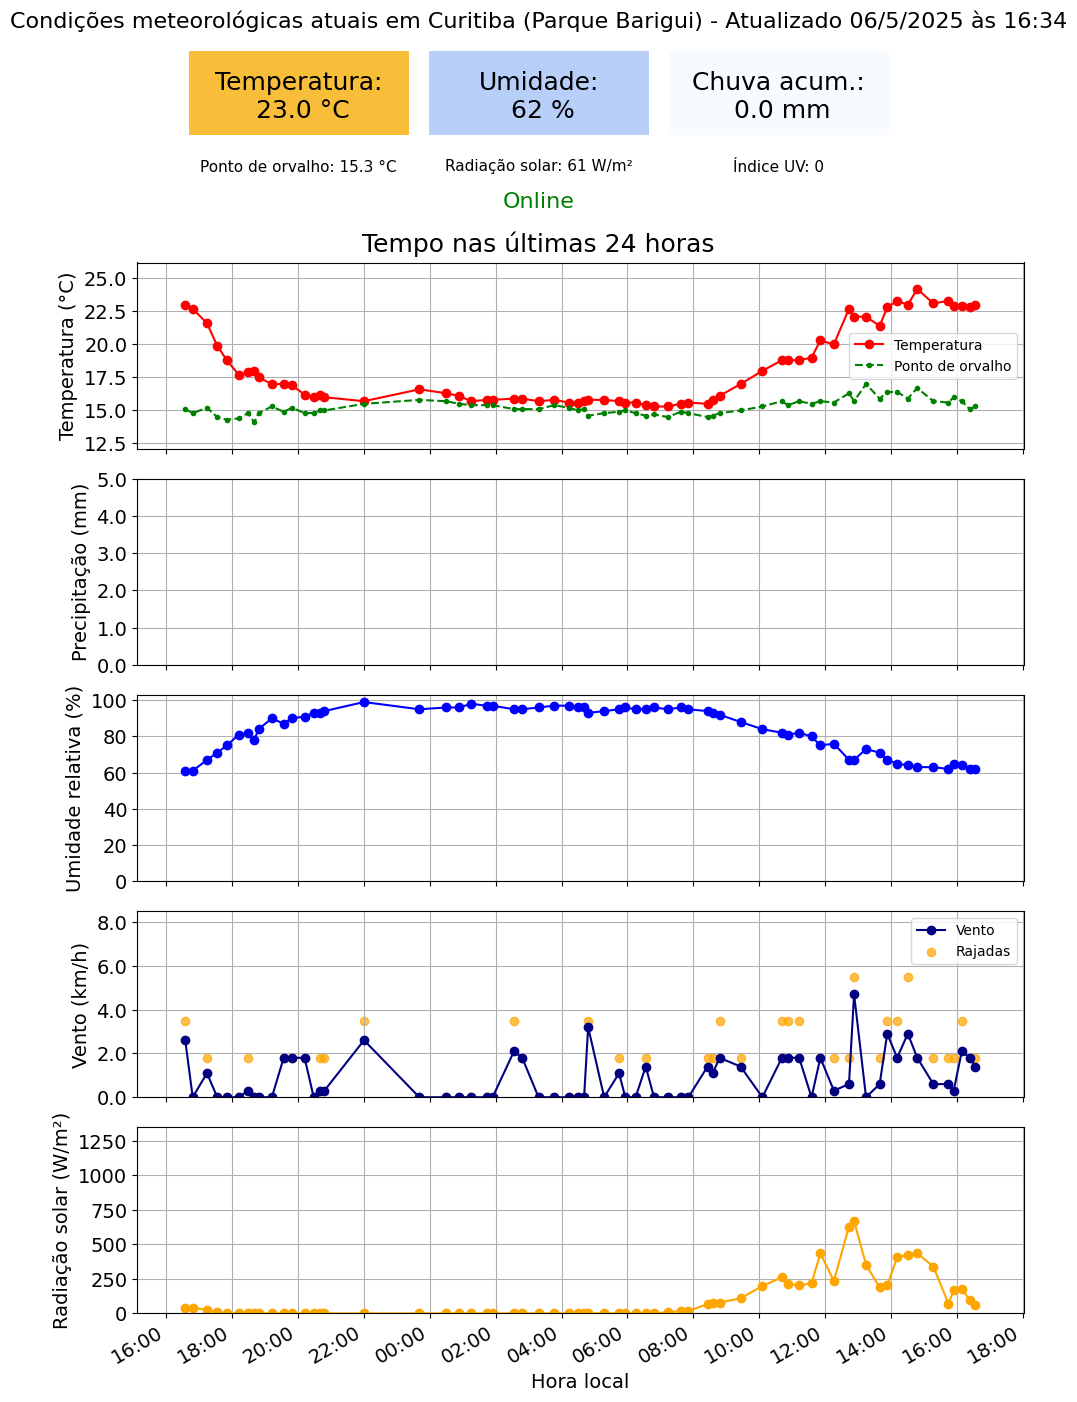 Condições meteorológicas atuais em Curitiba (Parque Barigui) - Atualizado 06/5/2025 às 16:34
Temperatura:
23.0 °C
Umidade:
62 %
Chuva acum.:
0.0 mm
Ponto de orvalho: 15.3 °C
Radiação solar: 61 W/m²
Índice UV: 0
Online
Tempo nas últimas 24 horas
Temperatura (°C)
25.0
22.5
20.0
17.5
15.0
12.5
Temperatura
Ponto de orvalho
Precipitação (mm)
5.0
4.0
3.0
2.0
1.0
0.0
Umidade relativa (%)
100
80
60
40
20
0
Vento (km/h)
8.0
6.0
4.0
2.0
0.0
Vento
Rajadas
Radiação solar (W/m²)
1250
1000
750
500
250
0
16:00
18:00
20:00
22:00
00:00
02:00
04:00
06:00
08:00
10:00
12:00
14:00
16:00
18:00
Hora local